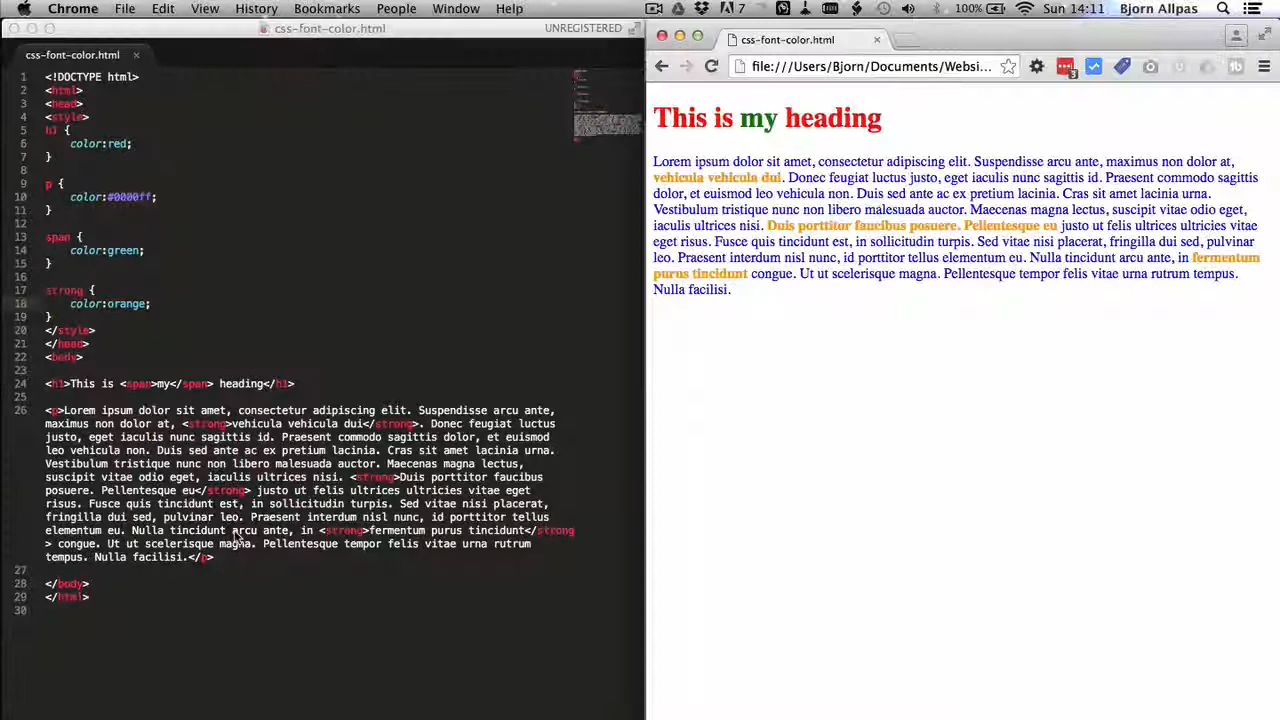 Chrome File Edit View History Bookmarks People Window Help 7 100% Sun 14:11 Bjorn Allpas
css-font-color.html UNREGISTERED
css-font-color.html
1 <!DOCTYPE html>
2 <html>
3 <head>
4 <style>
5 h1 {
6 color:red;
7 }
8
9 p {
10 color:#0000ff;
11 }
12
13 span {
14 color:green;
15 }
16
17 strong {
18 color:orange;
19 }
20 </style>
21 </head>
22 <body>
23
24 <h1>This is <span>my</span> heading</h1>
25
26 <p>Lorem ipsum dolor sit amet, consectetur adipiscing elit. Suspendisse arcu ante,
maximus non dolor at, <strong>vehicula vehicula dui</strong>. Donec feugiat luctus
justo, eget iaculis nunc sagittis id. Praesent commodo sagittis dolor, et euismod
leo vehicula non. Duis sed ante ac ex pretium lacinia. Cras sit amet lacinia urna.
Vestibulum tristique nunc non libero malesuada auctor. Maecenas magna lectus,
suscipit vitae odio eget, iaculis ultrices nisi. <strong>Duis porttitor faucibus
posuere. Pellentesque eu</strong> justo ut felis ultrices ultricies vitae eget
risus. Fusce quis tincidunt est, in sollicitudin turpis. Sed vitae nisi placerat,
fringilla dui sed, pulvinar leo. Praesent interdum nisl nunc, id porttitor tellus
elementum eu. Nulla tincidunt arcu ante, in <strong>fermentum purus tincidunt</strong
> congue. Ut ut scelerisque magna. Pellentesque tempor felis vitae urna rutrum
tempus. Nulla facilisi.</p>
27
28 </body>
29 </html>
30
css-font-color.html
file:///Users/Bjorn/Documents/Websi... 3
This is my heading
Lorem ipsum dolor sit amet, consectetur adipiscing elit. Suspendisse arcu ante, maximus non dolor at,
vehicula vehicula dui. Donec feugiat luctus justo, eget iaculis nunc sagittis id. Praesent commodo sagittis
dolor, et euismod leo vehicula non. Duis sed ante ac ex pretium lacinia. Cras sit amet lacinia urna.
Vestibulum tristique nunc non libero malesuada auctor. Maecenas magna lectus, suscipit vitae odio eget,
iaculis ultrices nisi. Duis porttitor faucibus posuere. Pellentesque eu justo ut felis ultrices ultricies vitae
eget risus. Fusce quis tincidunt est, in sollicitudin turpis. Sed vitae nisi placerat, fringilla dui sed, pulvinar
leo. Praesent interdum nisl nunc, id porttitor tellus elementum eu. Nulla tincidunt arcu ante, in fermentum
purus tincidunt congue. Ut ut scelerisque magna. Pellentesque tempor felis vitae urna rutrum tempus.
Nulla facilisi.